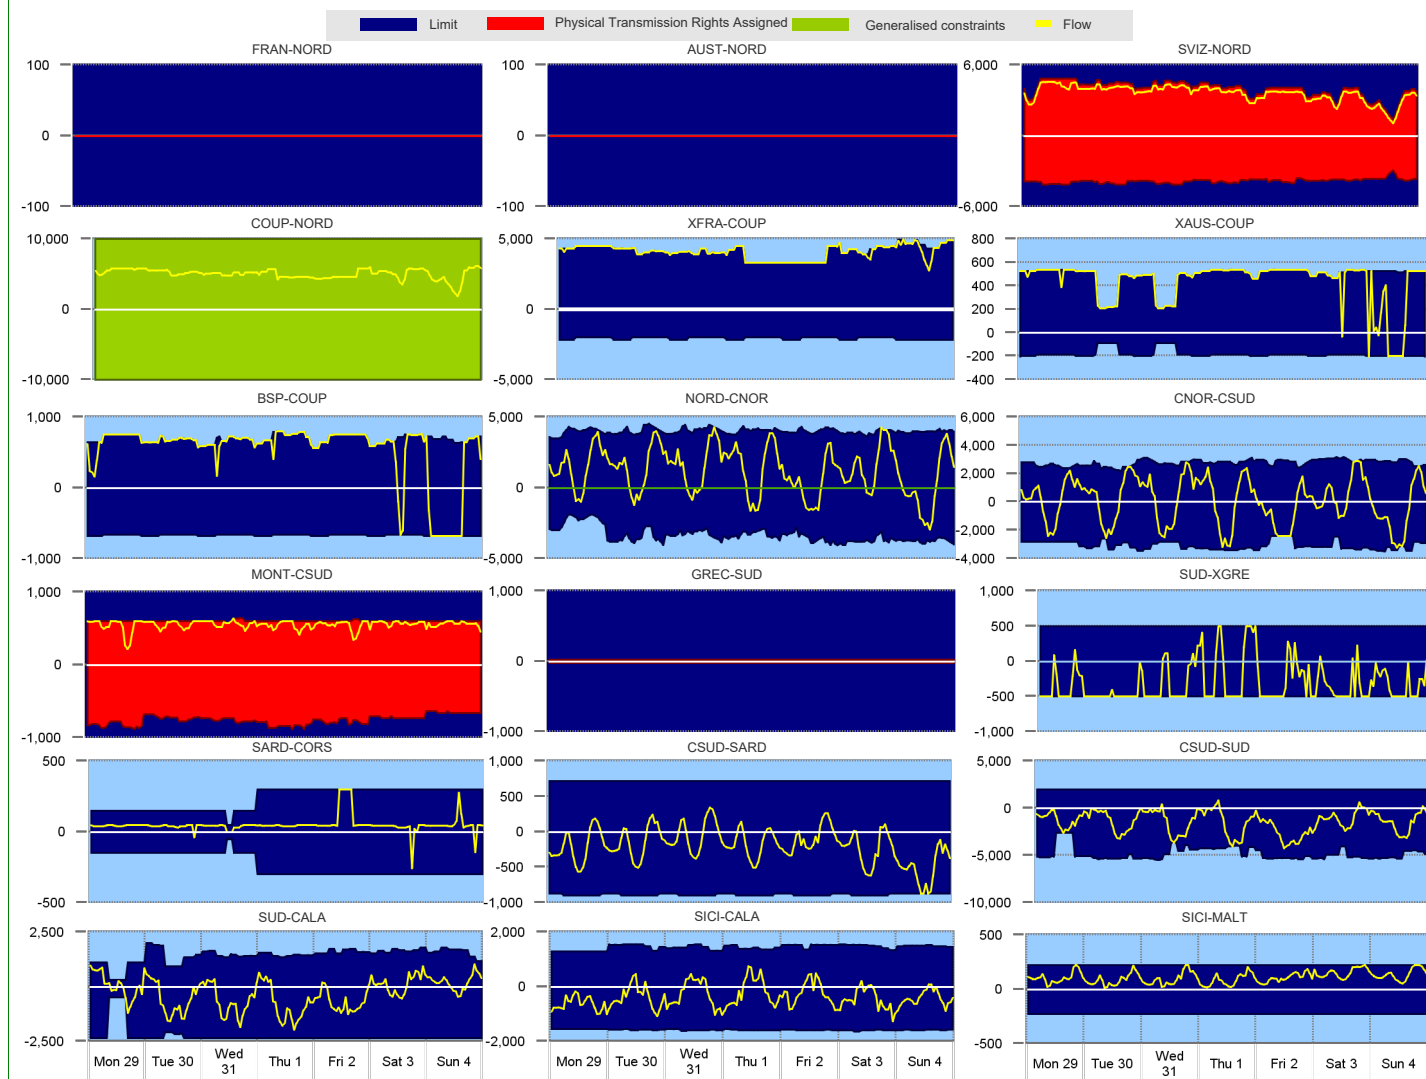 Limit Physical Transmission Rights Assigned Generalised constraints Flow
FRAN-NORD AUST-NORD SVIZ-NORD
100 100 6,000
0 0
-100 -100 -6,000
COUP-NORD XFRA-COUP XAUS-COUP
10,000 5,000 800
600
400
200
0 0 0
-200
-10,000 -5,000 -400
BSP-COUP NORD-CNOR CNOR-CSUD
1,000 5,000 6,000
4,000
2,000
0 0 0
-2,000
-1,000 -5,000 -4,000
MONT-CSUD GREC-SUD SUD-XGRE
1,000 1,000 1,000
500
0 0 0
-500
-1,000 -1,000 -1,000
SARD-CORS CSUD-SARD CSUD-SUD
500 1,000 5,000
500
0 0 0
-500 -5,000
-500 -1,000 -10,000
SUD-CALA SICI-CALA SICI-MALT
2,500 2,000 500
0 0 0
-2,500 -2,000 -500
Mon 29 Tue 30 Wed 31 Thu 1 Fri 2 Sat 3 Sun 4 Mon 29 Tue 30 Wed 31 Thu 1 Fri 2 Sat 3 Sun 4 Mon 29 Tue 30 Wed 31 Thu 1 Fri 2 Sat 3 Sun 4